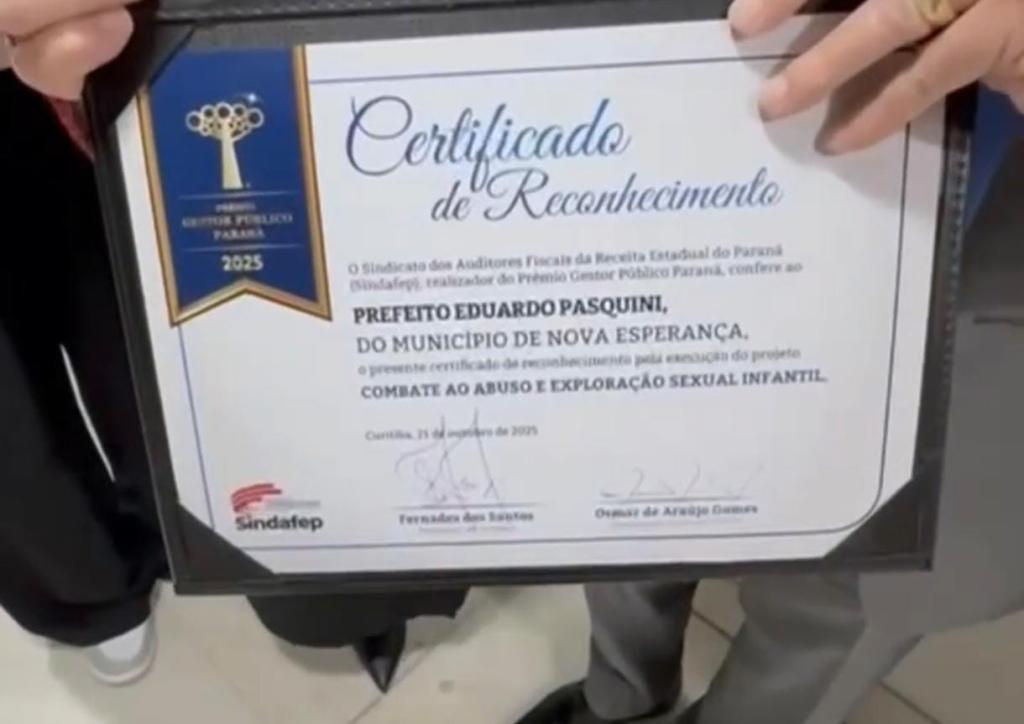 PRÊMIO
GESTOR PÚBLICO
PARANÁ
2025
Certificado
de Reconhecimento
O Sindicato dos Auditores Fiscais da Receita Estadual do Paraná
(Sindafep), realizador do Prêmio Gestor Público Paraná, confere ao
PREFEITO EDUARDO PASQUINI,
DO MUNICÍPIO DE NOVA ESPERANÇA,
o presente certificado de reconhecimento pela execução do projeto
COMBATE AO ABUSO E EXPLORAÇÃO SEXUAL INFANTIL.
Curitiba, de outubro de 2025
Sindafep
dos Santos
Osmar de Araújo Gomes